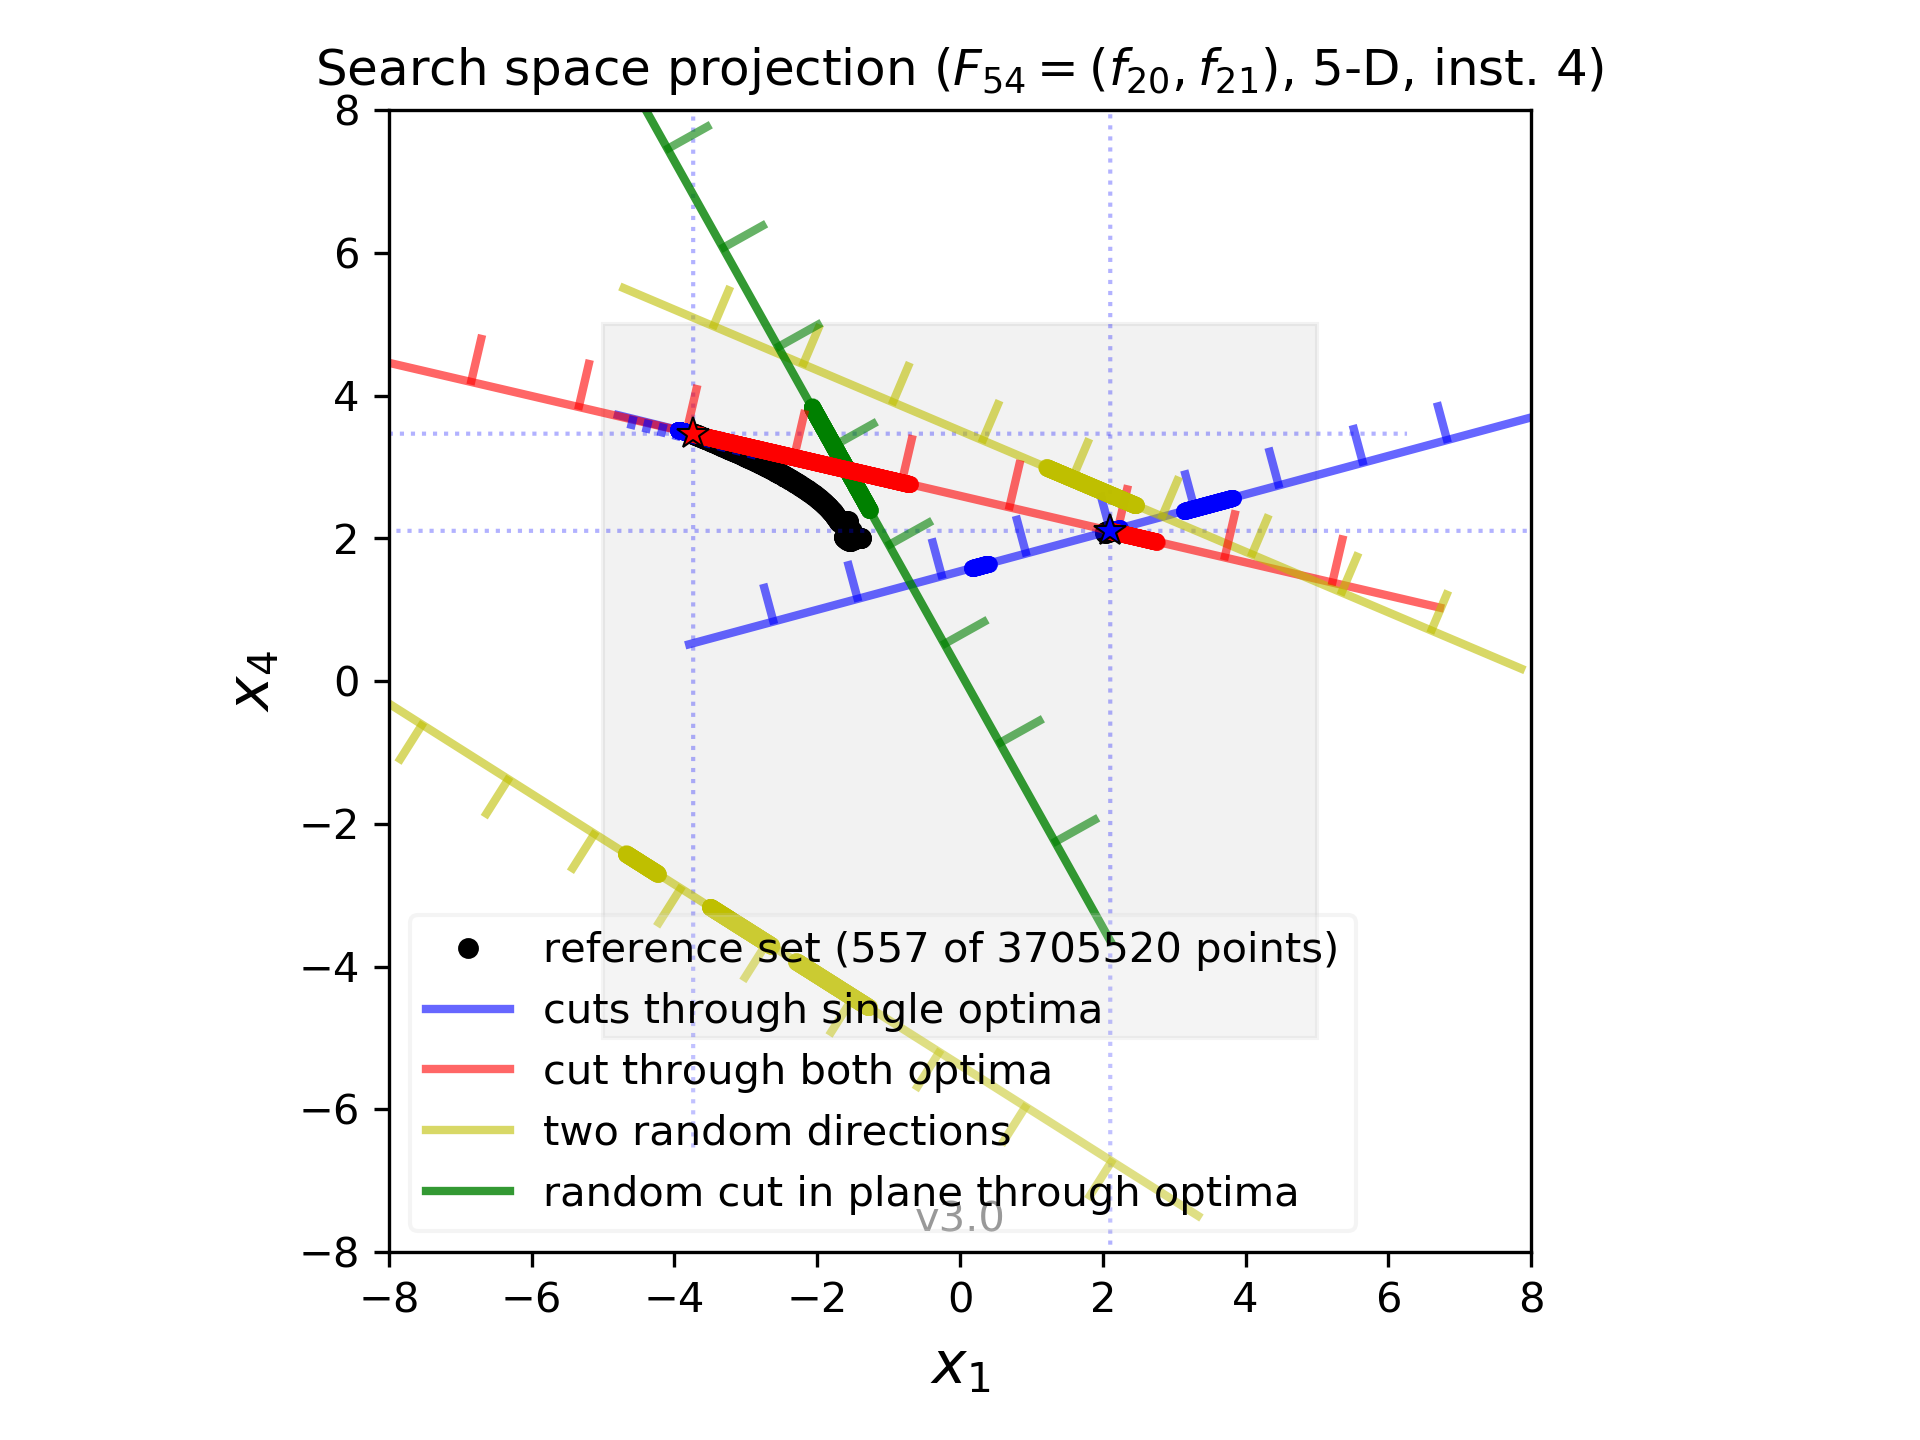 Search space projection (F54 = (f20, f21), 5-D, inst. 4)
8
6
4
2
0
−2
−4
−6
−8
x4
reference set (557 of 3705520 points)
cuts through single optima
cut through both optima
two random directions
random cut in plane through optima
v3.0
−8 −6 −4 −2 0 2 4 6 8
x1